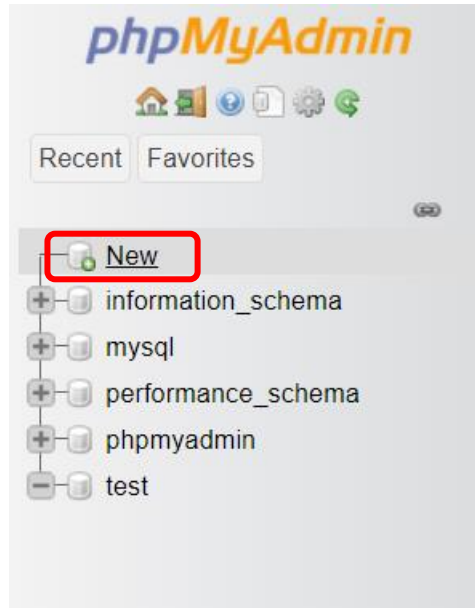 phpMyAdmin
Recent Favorites
New
information_schema
mysql
performance_schema
phpmyadmin
test